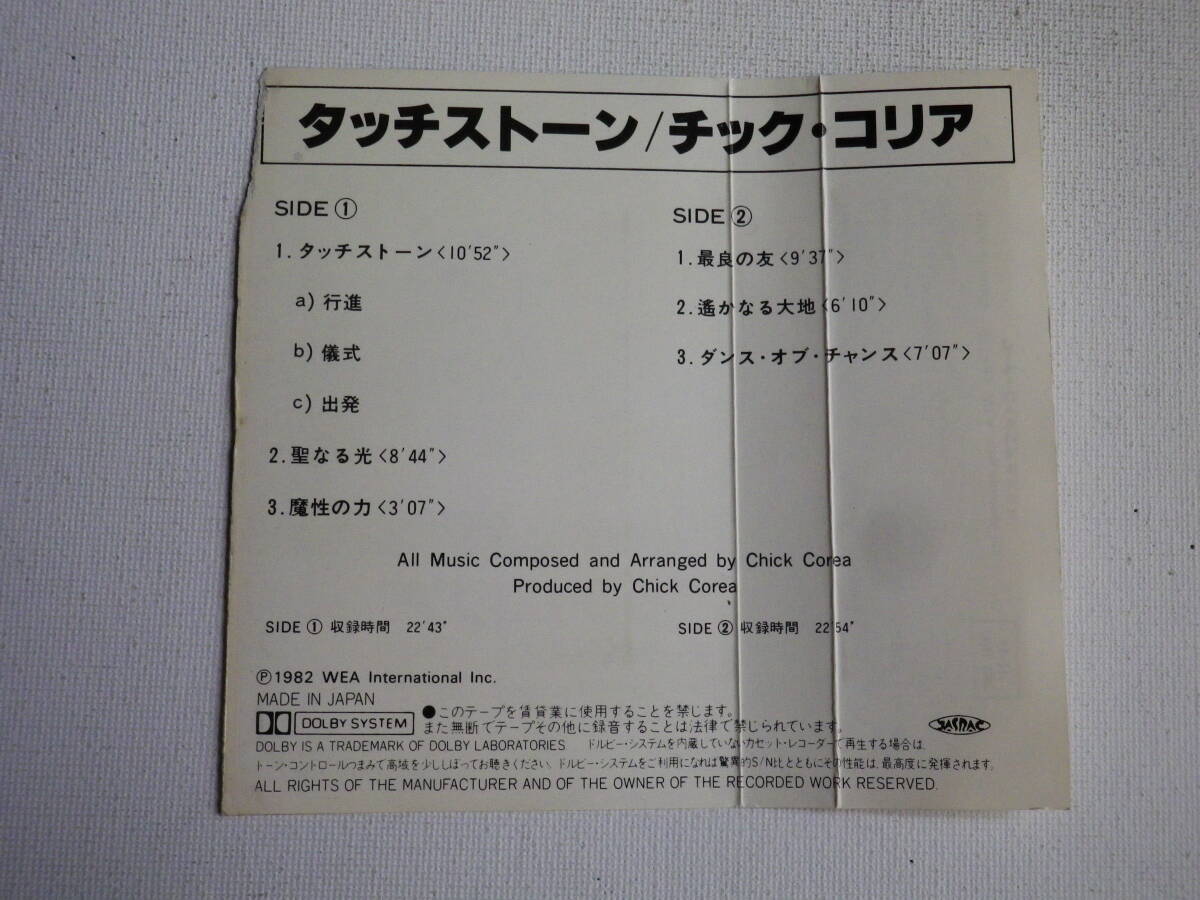 タッチストーン/チック・コリア
SIDE ①
1. タッチストーン〈10'52"〉
a) 行進
b) 儀式
c) 出発
2. 聖なる光〈8'44"〉
3. 魔性の力〈3'07"〉
SIDE ②
1. 最良の友〈9'37"〉
2. 遙かなる大地〈6'10"〉
3. ダンス・オブ・チャンス〈7'07"〉
All Music Composed and Arranged by Chick Corea
Produced by Chick Corea
SIDE ① 収録時間 22'43"
SIDE ② 収録時間 22'54"
Ⓟ1982 WEA International Inc.
MADE IN JAPAN
DOLBY SYSTEM
●このテープを賃貸業に使用することを禁じます。
また無断でテープその他に録音することは法律で禁じられています。
JASRAC
DOLBY IS A TRADEMARK OF DOLBY LABORATORIES ドルビー・システムを内蔵していないカセット・レコーダーで再生する場合は、
トーン・コントロールつまみで高域を少ししぼってお聴きください。ドルビー・システムをご利用になれば驚異的S/N比とともにその性能は、最高度に発揮されます。
ALL RIGHTS OF THE MANUFACTURER AND OF THE OWNER OF THE RECORDED WORK RESERVED.